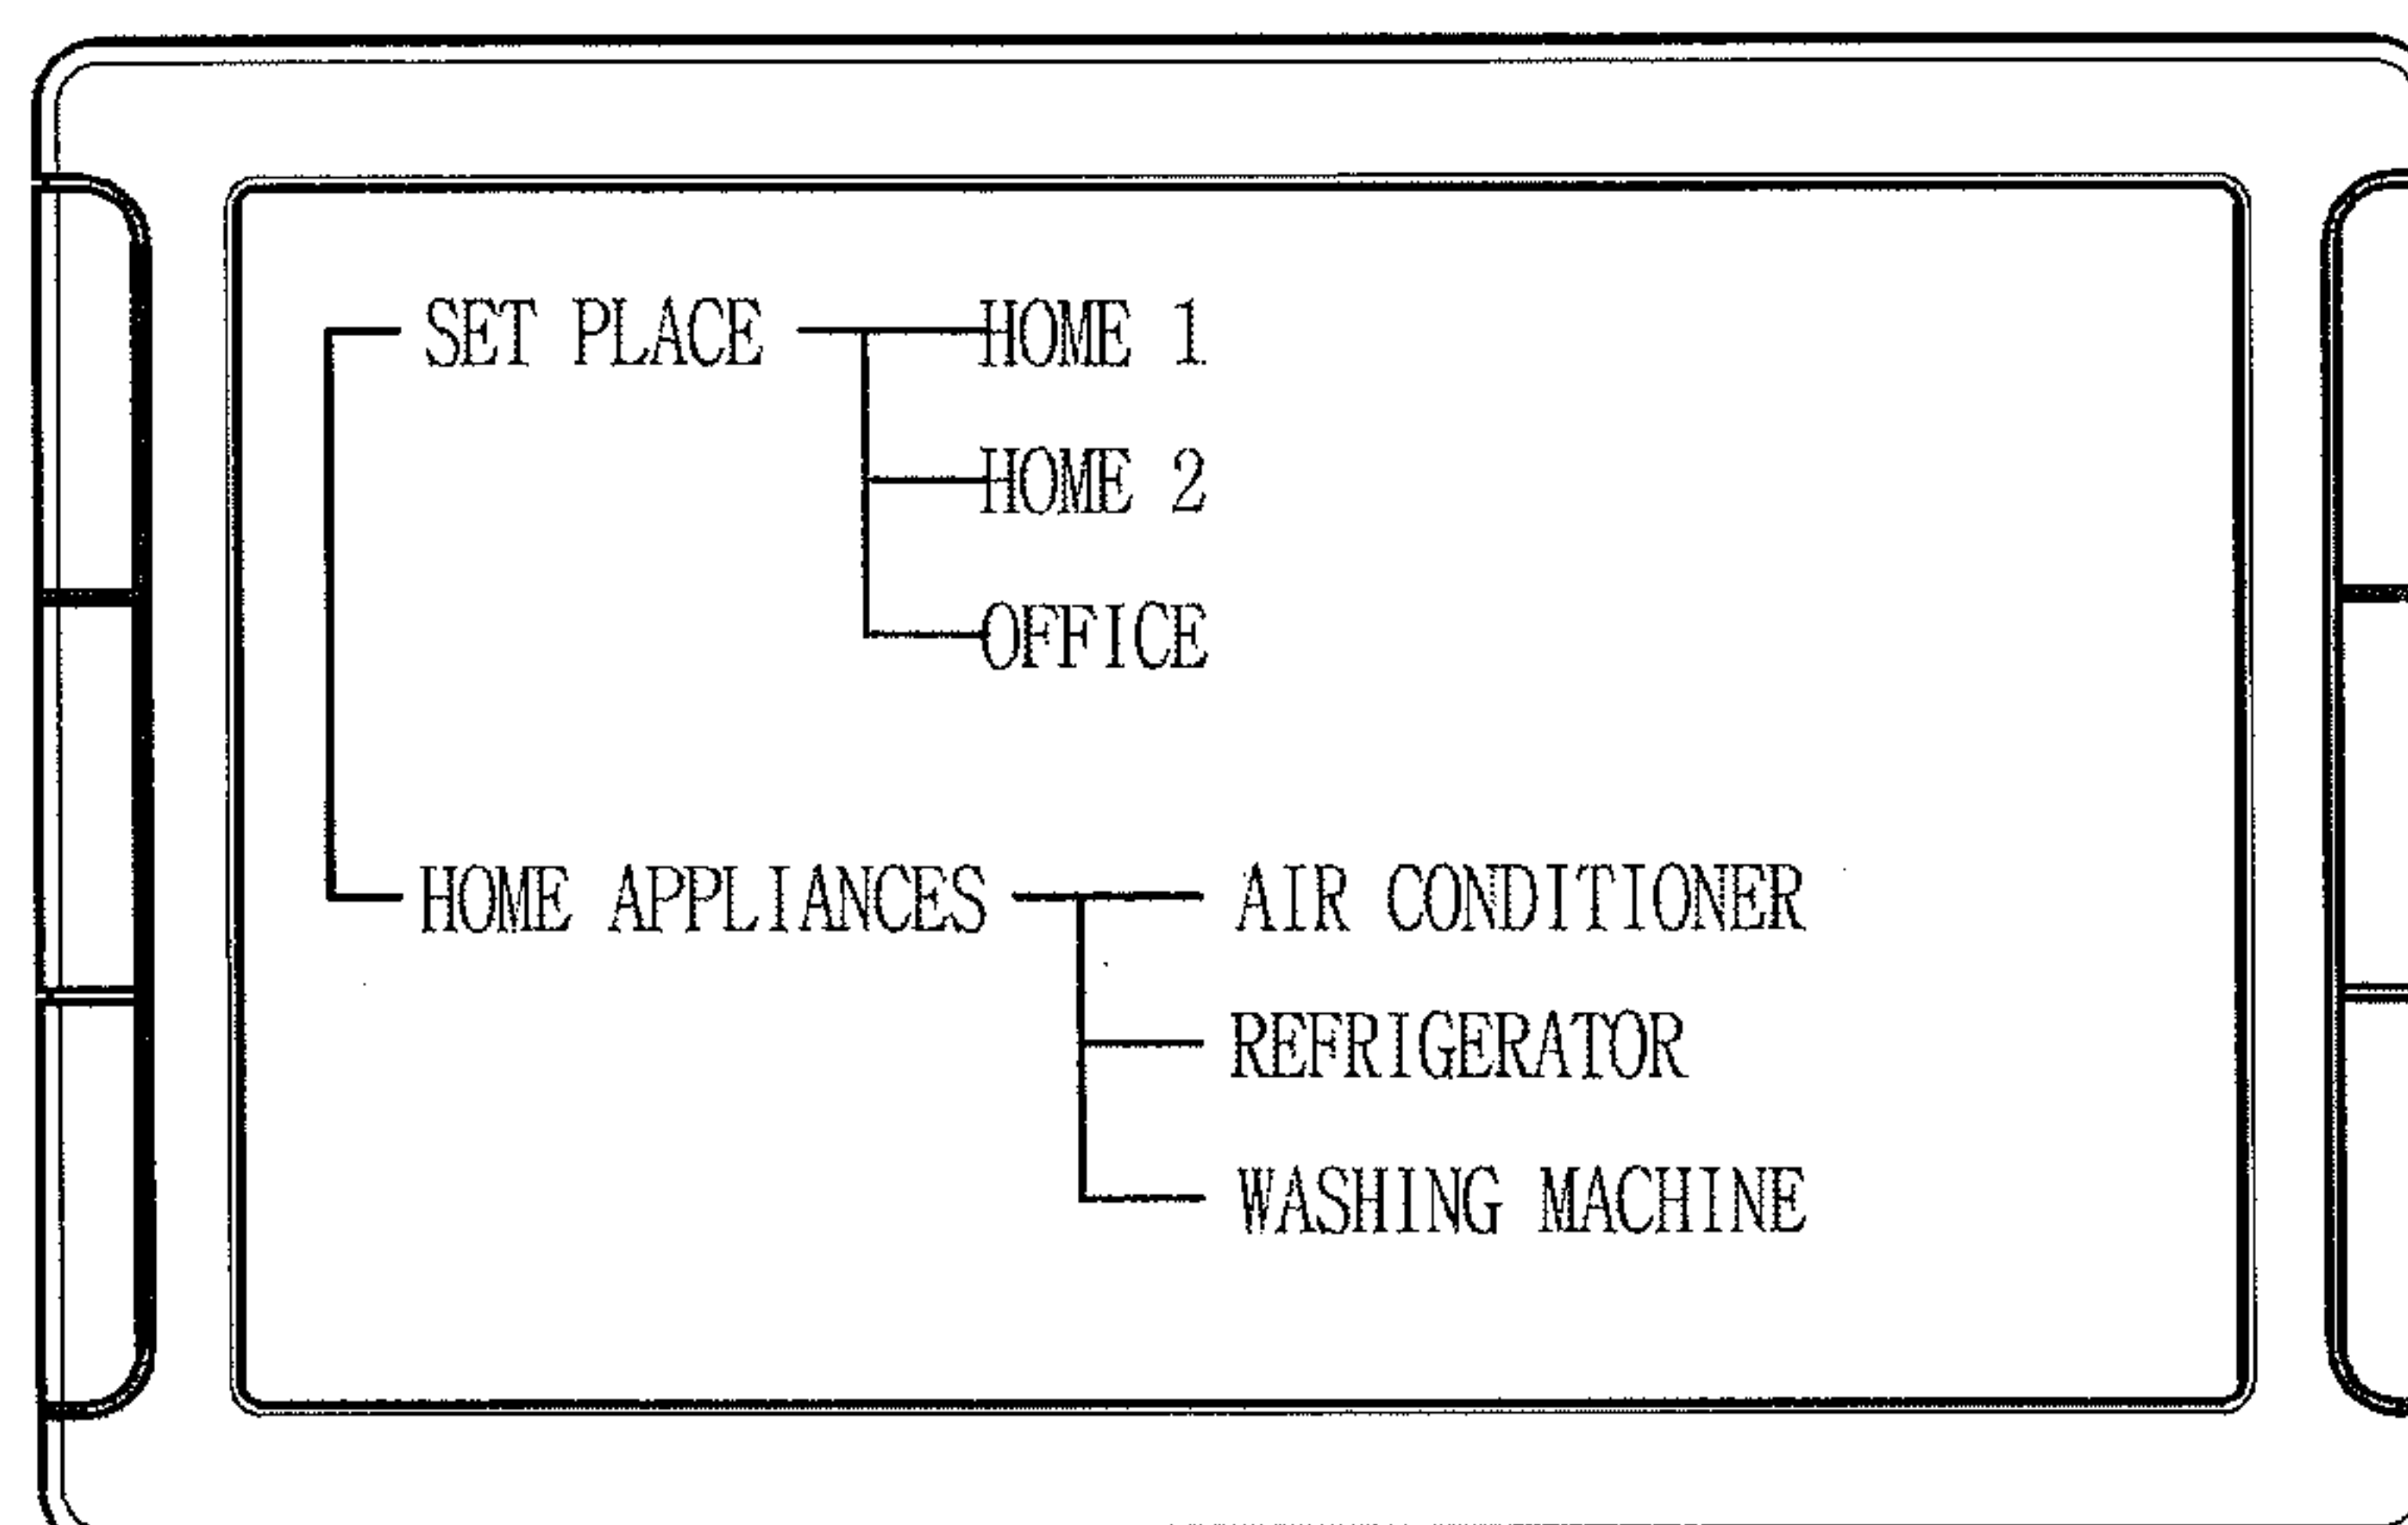 SET PLACE HOME 1
HOME 2
OFFICE
HOME APPLIANCES AIR CONDITIONER
REFRIGERATOR
WASHING MACHINE